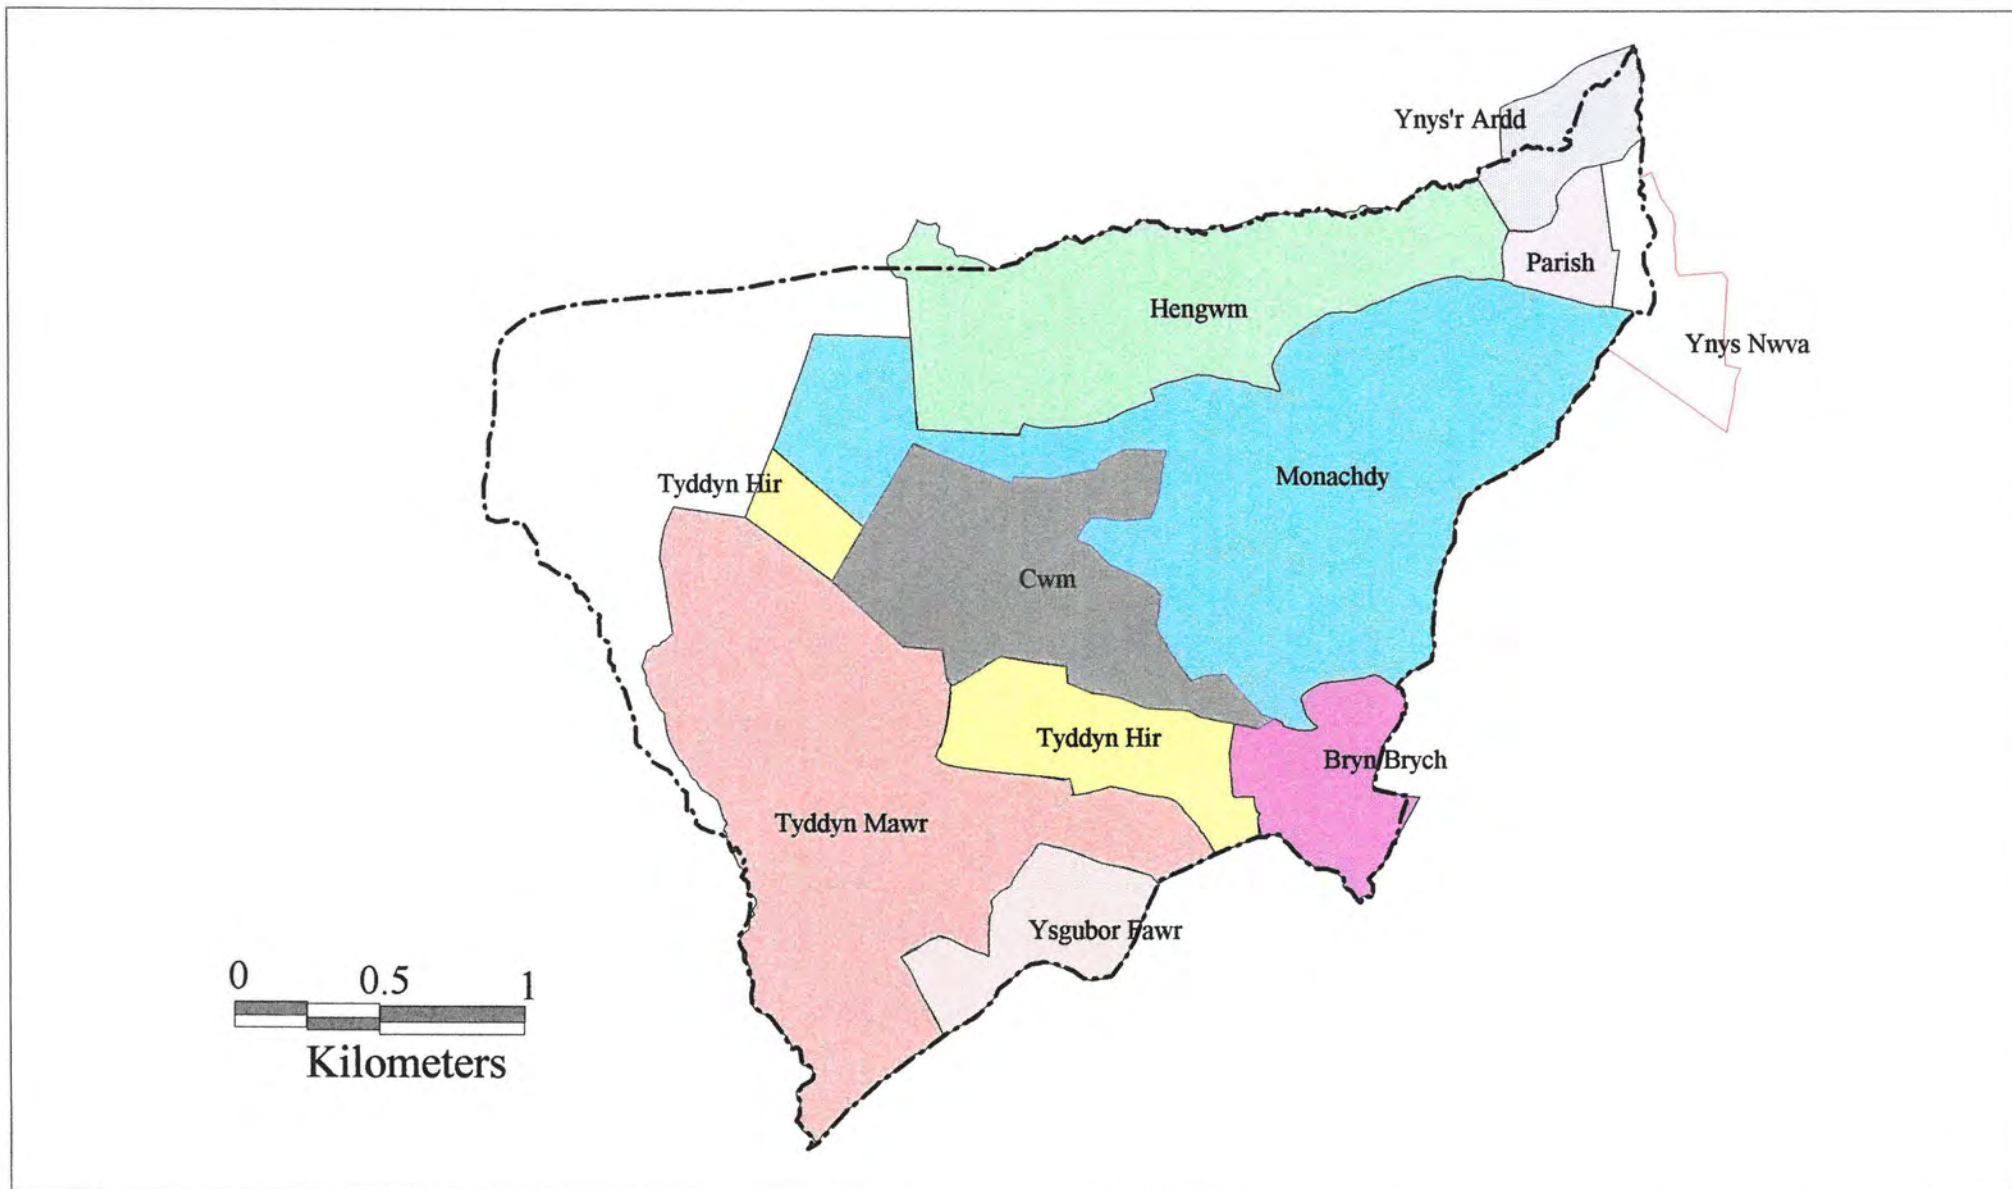 Ynys'r Ardd
Parish
Hengwm
Ynys Nwva
Monachdy
Tyddyn Hir
Cwm
Tyddyn Hir
Bryn Brych
Tyddyn Mawr
Ysgubor Fawr
0 0.5 1
Kilometers